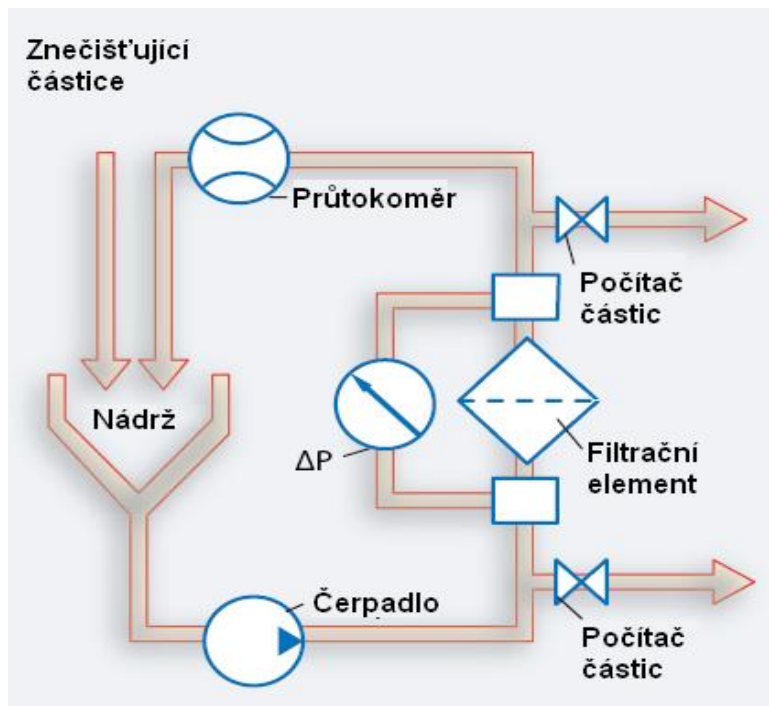 Znečišťující
částice
Průtokoměr
Počítač
částic
Nádrž
ΔP
Filtrační
element
Čerpadlo
Počítač
částic